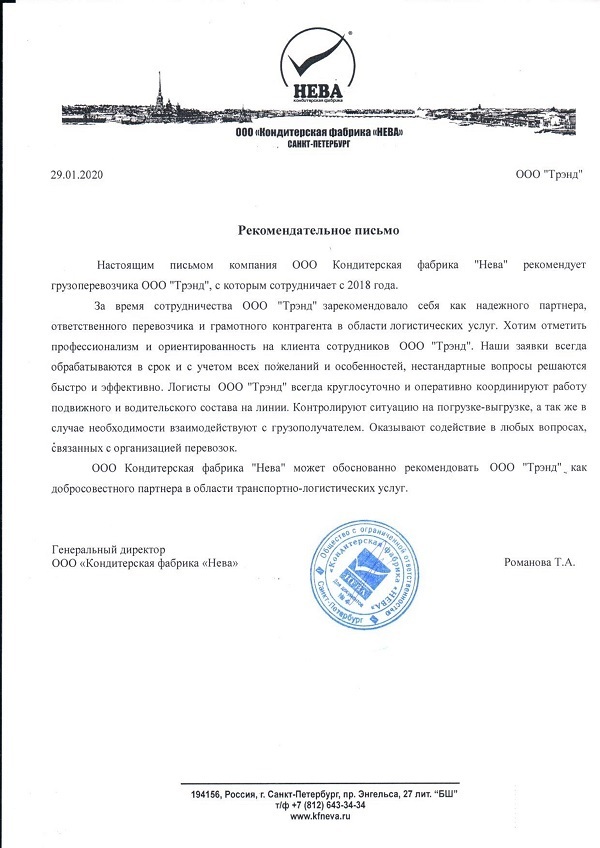 НЕВА
кондитерская фабрика
ООО «Кондитерская фабрика «НЕВА»
САНКТ-ПЕТЕРБУРГ
29.01.2020 ООО "Трэнд"
Рекомендательное письмо
Настоящим письмом компания ООО Кондитерская фабрика "Нева" рекомендует
грузоперевозчика ООО "Трэнд", с которым сотрудничает с 2018 года.
За время сотрудничества ООО "Трэнд" зарекомендовало себя как надежного партнера,
ответственного перевозчика и грамотного контрагента в области логистических услуг. Хотим отметить
профессионализм и ориентированность на клиента сотрудников ООО "Трэнд". Наши заявки всегда
обрабатываются в срок и с учетом всех пожеланий и особенностей, нестандартные вопросы решаются
быстро и эффективно. Логисты ООО "Трэнд" всегда круглосуточно и оперативно координируют работу
подвижного и водительского состава на линии. Контролируют ситуацию на погрузке-выгрузке, а так же в
случае необходимости взаимодействуют с грузополучателем. Оказывают содействие в любых вопросах,
связанных с организацией перевозок.
ООО Кондитерская фабрика "Нева" может обоснованно рекомендовать ООО "Трэнд" как
добросовестного партнера в области транспортно-логистических услуг.
Генеральный директор
ООО «Кондитерская фабрика «Нева» Романова Т.А.
Общество с ограниченной ответственностью
Санкт-Петербург
«Кондитерская фабрика «НЕВА»
НЕВА
Для документов
194156, Россия, г. Санкт-Петербург, пр. Энгельса, 27 лит. “БШ”
т/ф +7 (812) 643-34-34
www.kfneva.ru